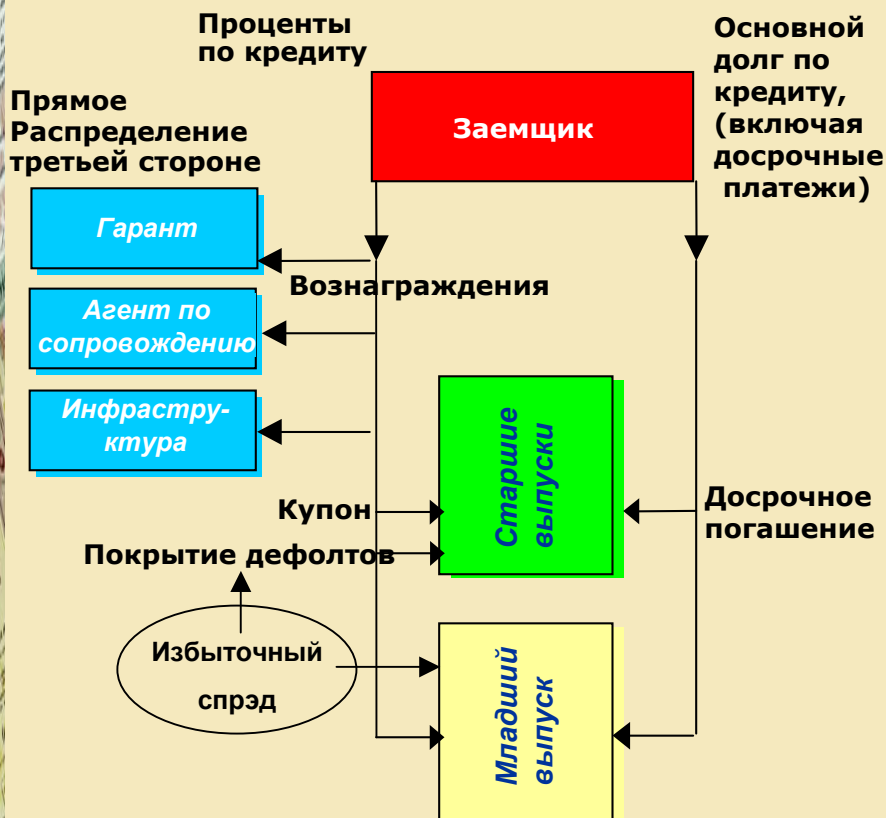 Проценты
по кредиту
Основной
долг по
кредиту,
(включая
досрочные
платежи)
Прямое
Распределение
третьей стороне
Заемщик
Гарант
Вознаграждения
Агент по
сопровождению
Инфрастру-
ктура
Старшие
выпуски
Купон
Досрочное
погашение
Покрытие дефолтов
Избыточный
спрэд
Младший
выпуск